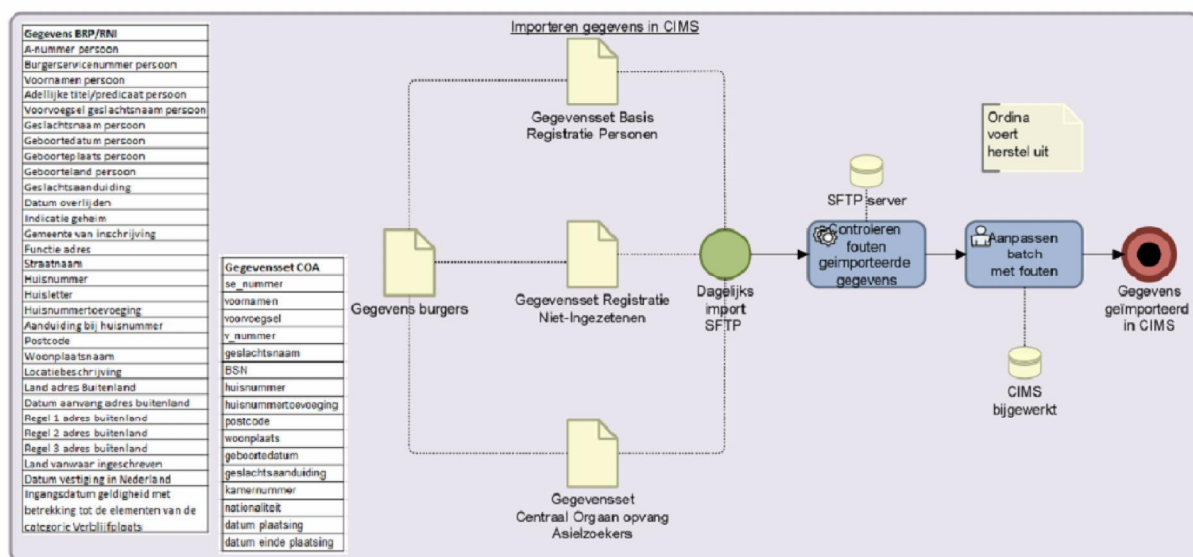 Importeren gegevens in CIMS
Gegevens BRP/RNI
A-nummer persoon
Burgerservicenummer persoon
Voornamen persoon
Adellijke titel/predicaat persoon
Voorvoegsel geslachtsnaam persoon
Geslachtsnaam persoon
Geboortedatum persoon
Geboorteplaats persoon
Geboorteland persoon
Geslachtsaanduiding
Datum overlijden
Indicatie geheim
Gemeente van inschrijving
Functie adres
Straatnaam
Huisnummer
Huisletter
Huisnummertoevoeging
Aanduiding bij huisnummer
Postcode
Woonplaatsnaam
Locatiebeschrijving
Land adres Buitenland
Datum aanvang adres buitenland
Regel 1 adres buitenland
Regel 2 adres buitenland
Regel 3 adres buitenland
Land vanwaar ingeschreven
Datum vestiging in Nederland
Ingangsdatum geldigheid met
betrekking tot de elementen van de
categorie Verblijfplaats
Gegevensset COA
se_nummer
voornamen
voorvoegsel
v_nummer
geslachtsnaam
BSN
huisnummer
huisnummertoevoeging
postcode
woonplaats
geboortedatum
geslachtsaanduiding
kamernummer
nationaliteit
datum plaatsing
datum einde plaatsing
Gegevens burgers
Gegevensset Basis
Registratie Personen
Gegevensset Registratie
Niet-Ingezetenen
Gegevensset
Centraal Orgaan opvang
Asielzoekers
Dagelijks
import
SFTP
SFTP server
Controleren
fouten
geimporteerde
gegevens
Ordina
voert
herstel uit
Aanpassen
batch
met fouten
CIMS
bijgewerkt
Gegevens
geïmporteerd
in CIMS